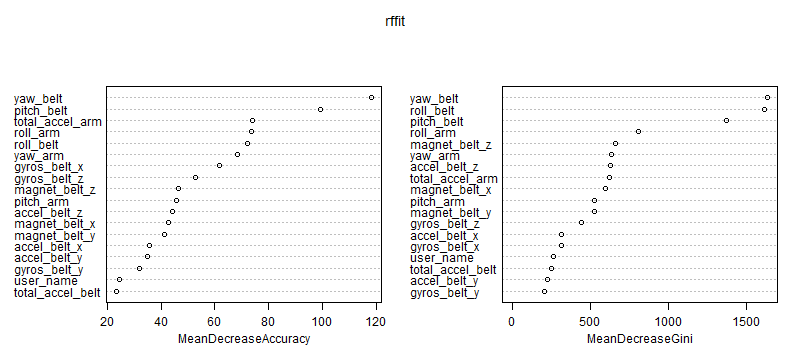 rffit
yaw_belt
pitch_belt
total_accel_arm
roll_arm
roll_belt
yaw_arm
gyros_belt_x
gyros_belt_z
magnet_belt_z
pitch_arm
accel_belt_z
magnet_belt_x
magnet_belt_y
accel_belt_x
accel_belt_y
gyros_belt_y
user_name
total_accel_belt
20 40 60 80 100 120
MeanDecreaseAccuracy
yaw_belt
roll_belt
pitch_belt
roll_arm
magnet_belt_z
yaw_arm
accel_belt_z
total_accel_arm
magnet_belt_x
pitch_arm
magnet_belt_y
gyros_belt_z
accel_belt_x
gyros_belt_x
user_name
total_accel_belt
accel_belt_y
gyros_belt_y
0 500 1000 1500
MeanDecreaseGini